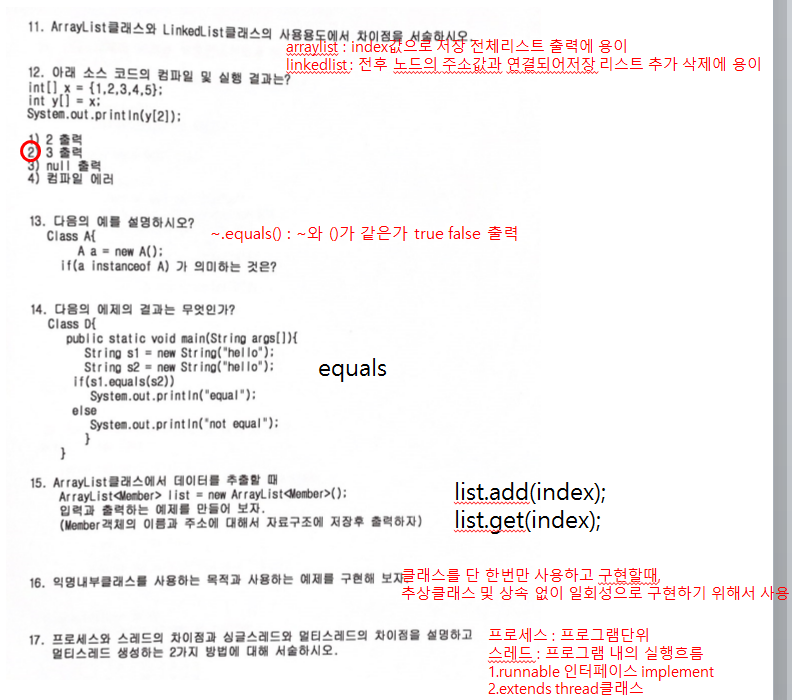 11. ArrayList클래스와 LinkedList클래스의 사용용도에서 차이점을 서술하시오
arraylist : index값으로 저장 전체리스트 출력에 용이
linkedlist : 전후 노드의 주소값과 연결되어저장 리스트 추가 삭제에 용이
12. 아래 소스 코드의 컴파일 및 실행 결과는?
int[] x = {1,2,3,4,5};
int y[] = x;
System.out.println(y[2]);
1) 2 출력
2) 3 출력
3) null 출력
4) 컴파일 에러
13. 다음의 예를 설명하시오?
~.equals() : ~와 ()가 같은가 true false 출력
Class A{
A a = new A();
if(a instanceof A) 가 의미하는 것은?
14. 다음의 예제의 결과는 무엇인가?
Class D{
public static void main(String args[]){
String s1 = new String("hello");
String s2 = new String("hello");
equals
if(s1.equals(s2))
System.out.println("equal");
else
System.out.println("not equal");
}
}
15. ArrayList클래스에서 데이터를 추출할 때
ArrayList<Member> list = new ArrayList<Member>();
입력과 출력하는 예제를 만들어 보자.
(Member객체의 이름과 주소에 대해서 자료구조에 저장후 출력하자)
list.add(index);
list.get(index);
16. 익명내부클래스를 사용하는 목적과 사용하는 예제를 구현해 보자.
클래스를 단 한번만 사용하고 구현할때,
추상클래스 및 상속 없이 일회성으로 구현하기 위해서 사용
17. 프로세스와 스레드의 차이점과 싱글스레드와 멀티스레드의 차이점을 설명하고
멀티스레드 생성하는 2가지 방법에 대해 서술하시오.
프로세스 : 프로그램단위
스레드 : 프로그램 내의 실행흐름
1.runnable 인터페이스 implement
2.extends thread클래스